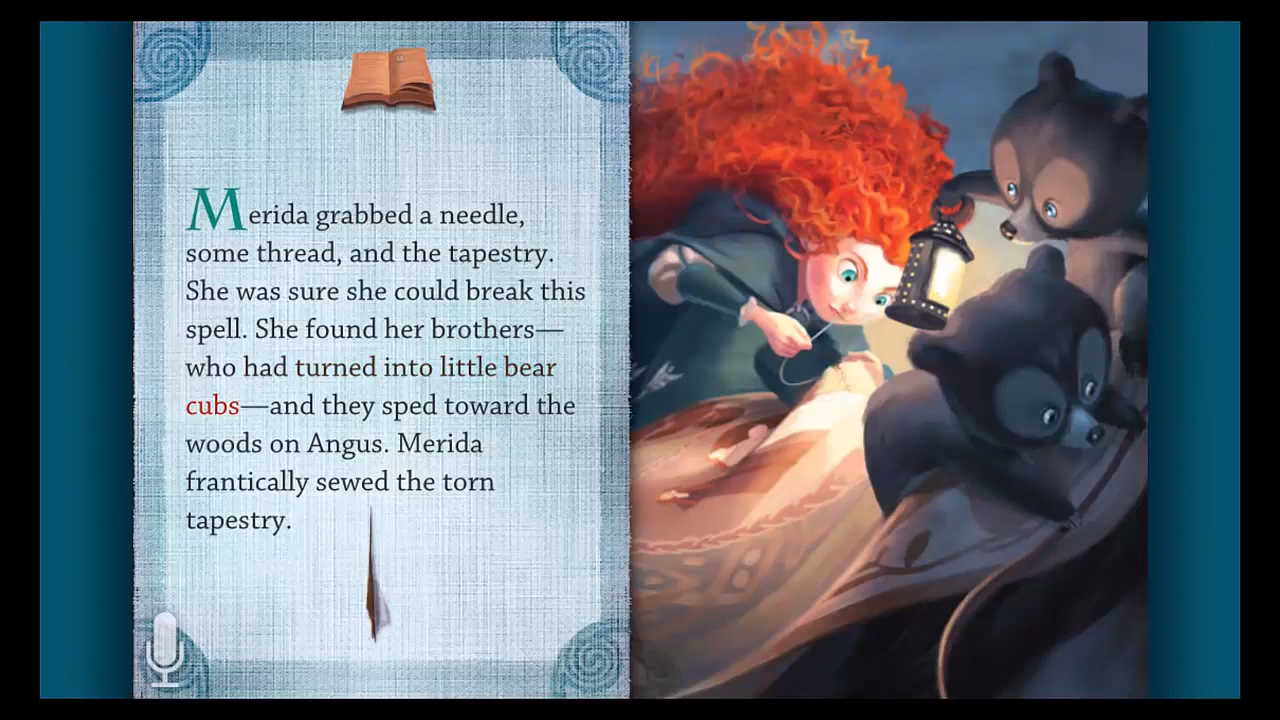 Merida grabbed a needle,
some thread, and the tapestry.
She was sure she could break this
spell. She found her brothers—
who had turned into little bear
cubs—and they sped toward the
woods on Angus. Merida
frantically sewed the torn
tapestry.